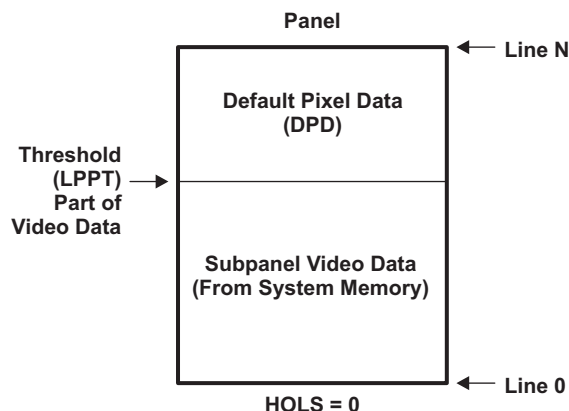 Panel
Line N
Default Pixel Data
(DPD)
Threshold
(LPPT)
Part of
Video Data
Subpanel Video Data
(From System Memory)
Line 0
HOLS = 0